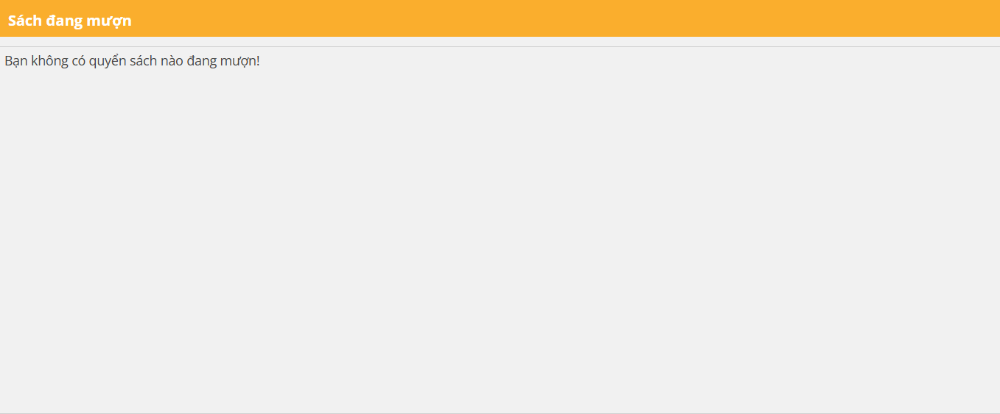 Sách đang mượn
Bạn không có quyển sách nào đang mượn!